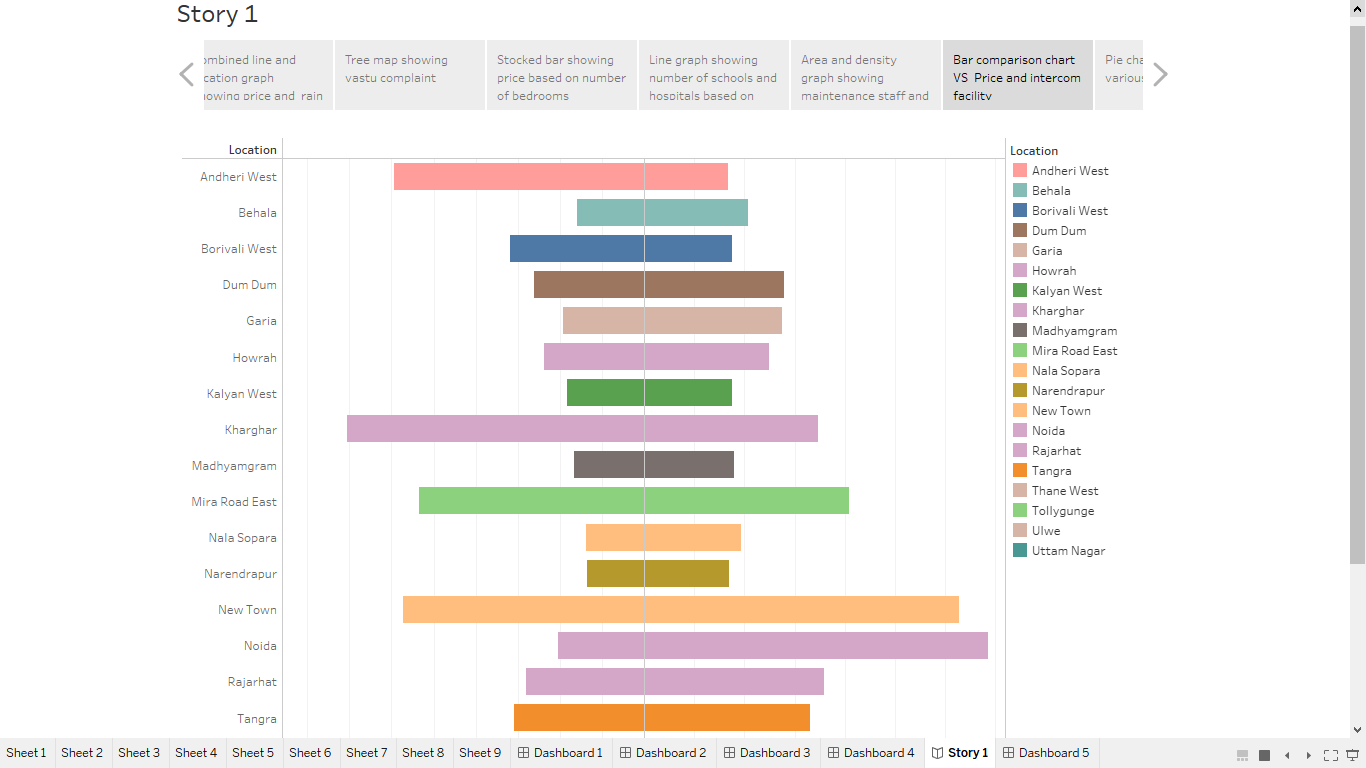 Story 1
ombined line and
cation graph
howing price and rain
Tree map showing
vastu complaint
Stocked bar showing
price based on number
of bedrooms
Line graph showing
number of schools and
hospitals based on
Area and density
graph showing
maintenance staff and
Bar comparison chart
VS Price and intercom
facility
Pie cha
various
Location
Andheri West
Behala
Borivali West
Dum Dum
Garia
Howrah
Kalyan West
Kharghar
Madhyamgram
Mira Road East
Nala Sopara
Narendrapur
New Town
Noida
Rajarhat
Tangra
Location
Andheri West
Behala
Borivali West
Dum Dum
Garia
Howrah
Kalyan West
Kharghar
Madhyamgram
Mira Road East
Nala Sopara
Narendrapur
New Town
Noida
Rajarhat
Tangra
Thane West
Tollygunge
Ulwe
Uttam Nagar
Sheet 1 Sheet 2 Sheet 3 Sheet 4 Sheet 5 Sheet 6 Sheet 7 Sheet 8 Sheet 9 Dashboard 1 Dashboard 2 Dashboard 3 Dashboard 4 Story 1 Dashboard 5